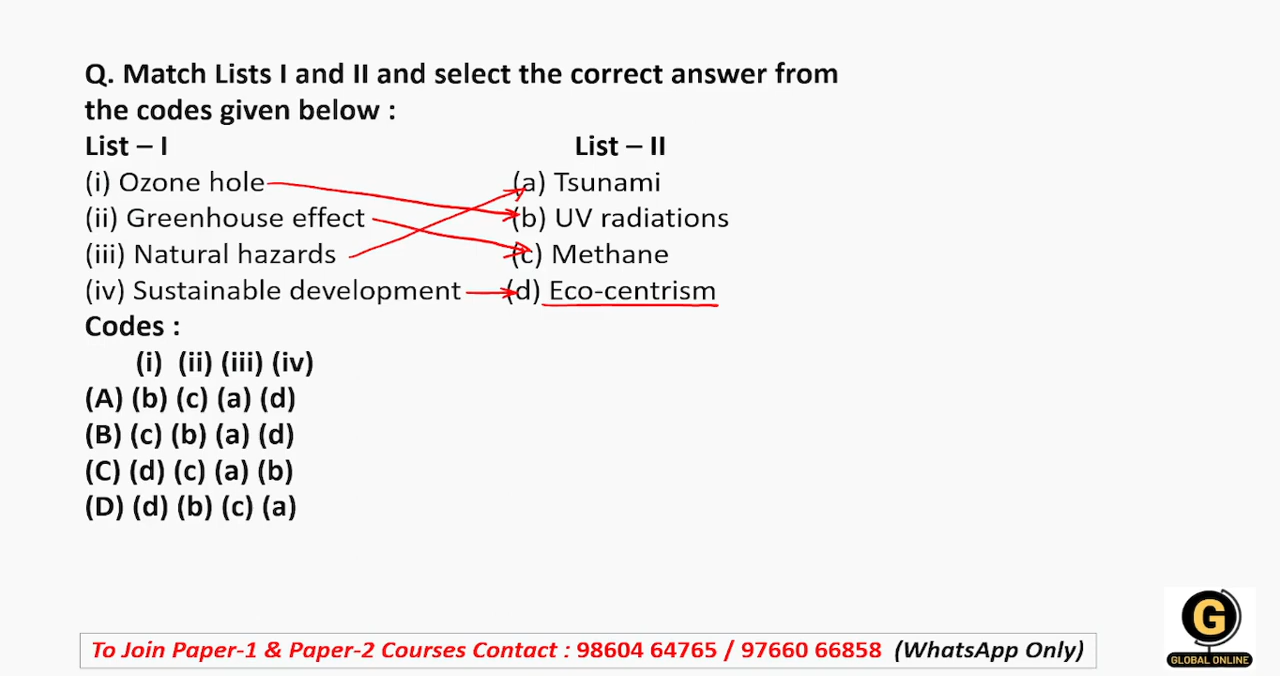 Q. Match Lists I and II and select the correct answer from
the codes given below :
List – I List – II
(i) Ozone hole (a) Tsunami
(ii) Greenhouse effect (b) UV radiations
(iii) Natural hazards (c) Methane
(iv) Sustainable development (d) Eco-centrism
Codes :
(i) (ii) (iii) (iv)
(A) (b) (c) (a) (d)
(B) (c) (b) (a) (d)
(C) (d) (c) (a) (b)
(D) (d) (b) (c) (a)
To Join Paper-1 & Paper-2 Courses Contact : 98604 64765 / 97660 66858 (WhatsApp Only)
G
GLOBAL ONLINE